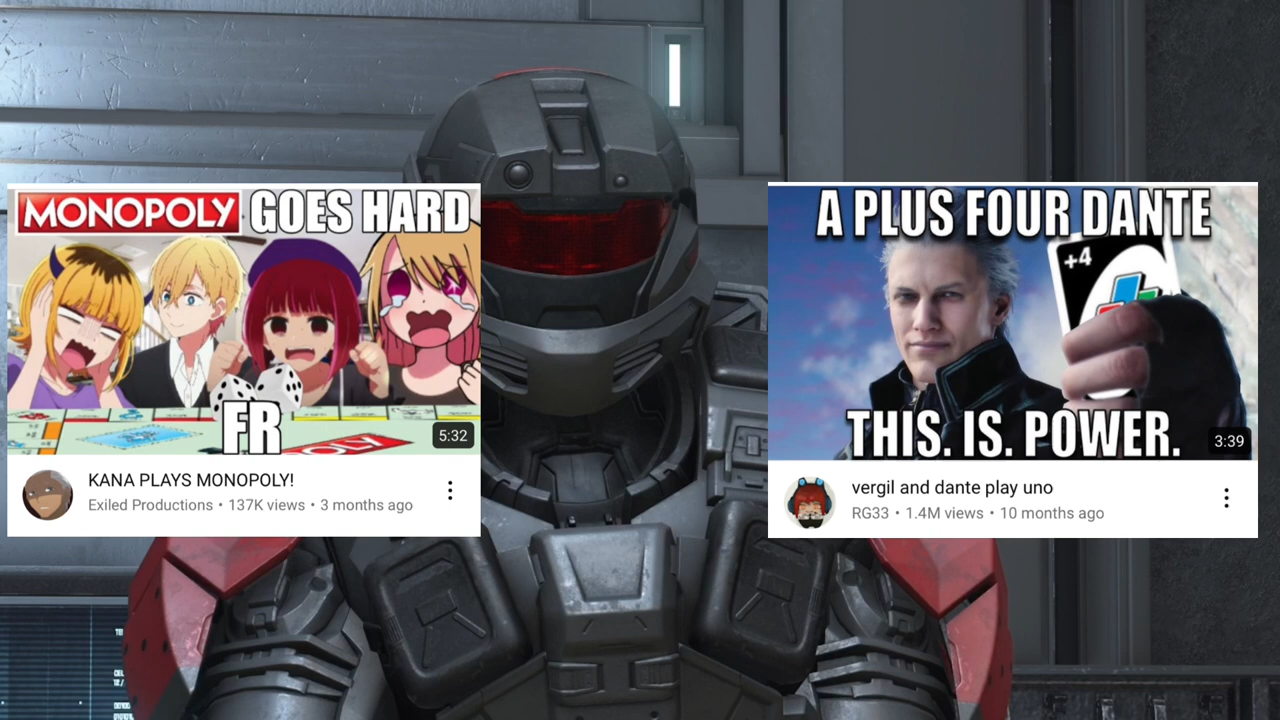 MONOPOLY GOES HARD
FR
5:32
KANA PLAYS MONOPOLY!
Exiled Productions • 137K views • 3 months ago
A PLUS FOUR DANTE
+4
THIS. IS. POWER.
3:39
vergil and dante play uno
RG33 • 1.4M views • 10 months ago